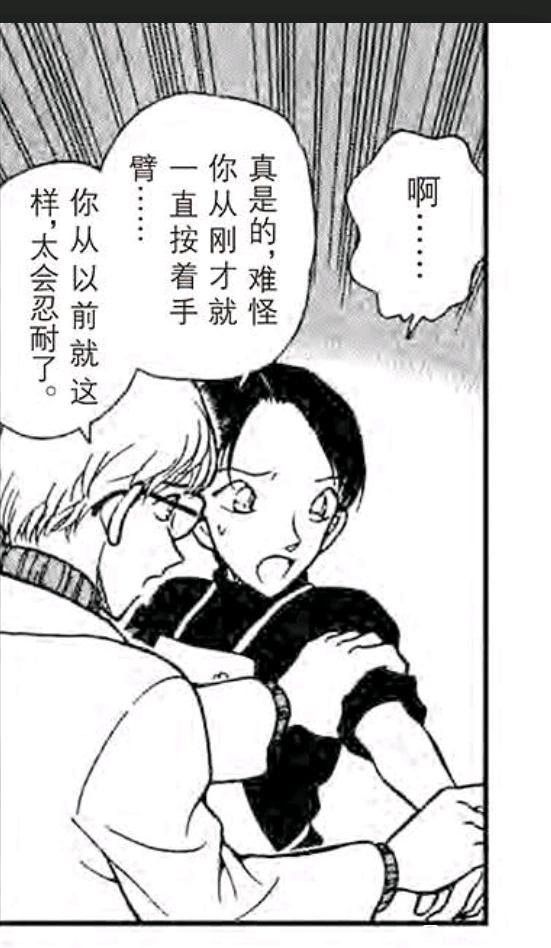 啊……
真是的，难怪
你从刚才就
一直按着手
臂……
你从以前就这
样，太会忍耐了。